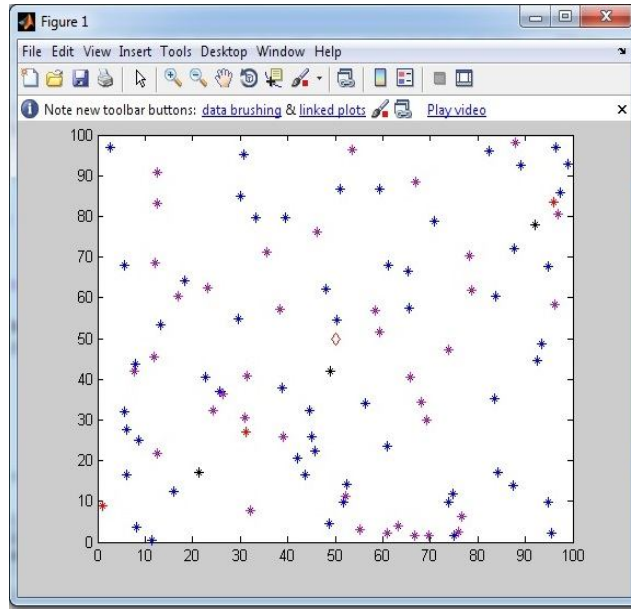 Figure 1
File Edit View Insert Tools Desktop Window Help
Note new toolbar buttons: data brushing & linked plots Play video
100
90
80
70
60
50
40
30
20
10
0
0 10 20 30 40 50 60 70 80 90 100